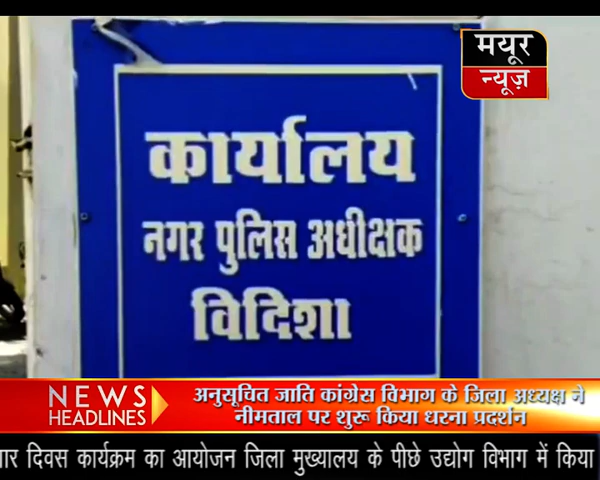 मयूर
न्यूज़
कार्यालय
नगर पुलिस अधीक्षक
विदिशा
NEWS
HEADLINES
अनुसूचित जाति कांग्रेस विभाग के जिला अध्यक्ष ने
नीमताल पर शुरू किया धरना प्रदर्शन
दिवस कार्यक्रम का आयोजन जिला मुख्यालय के पीछे उद्योग विभाग में किया